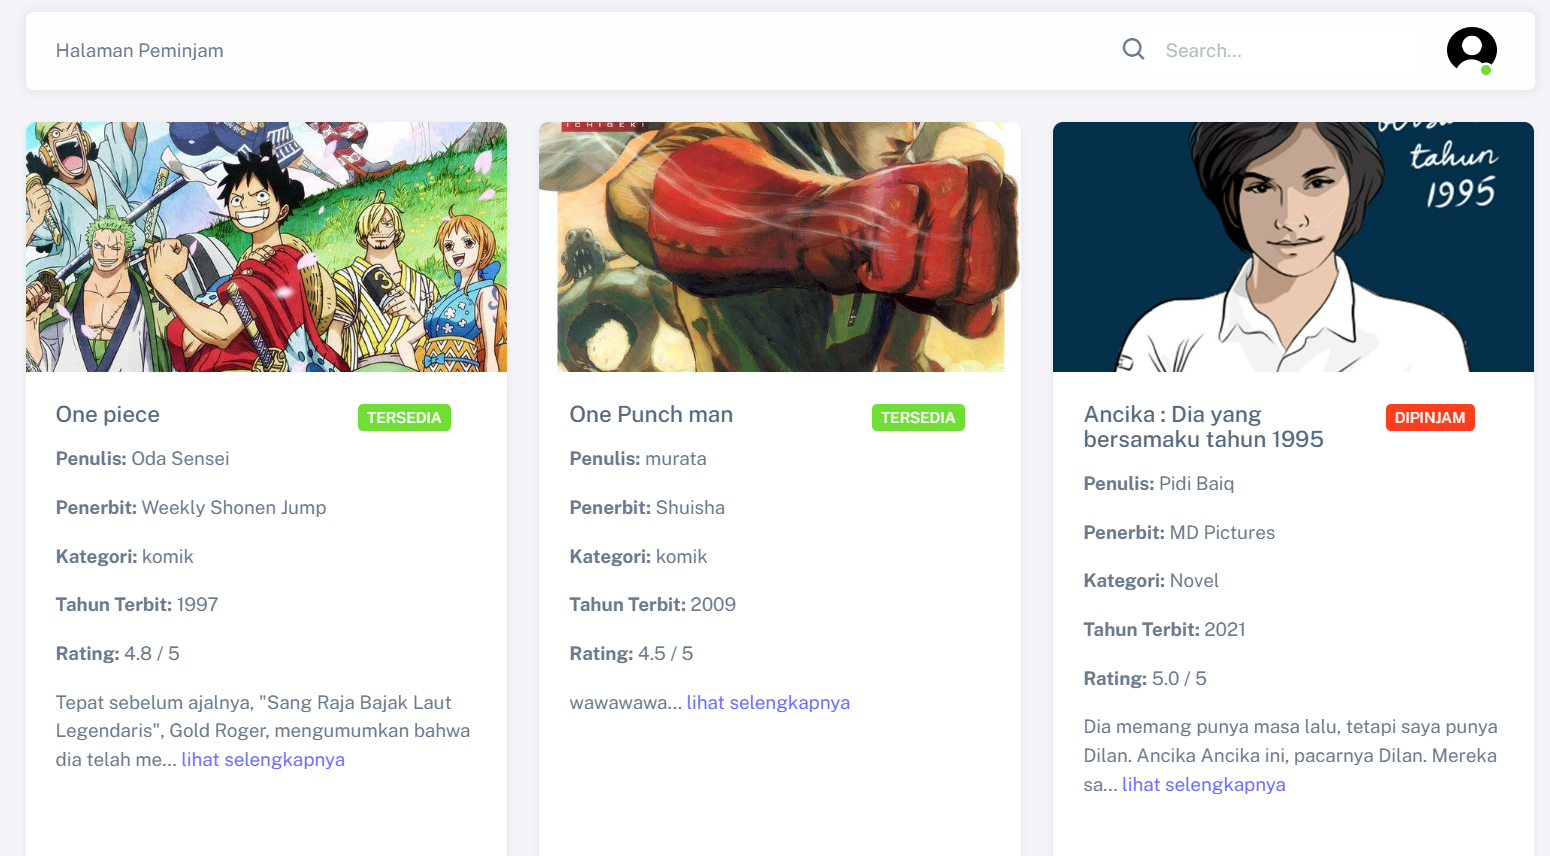 Halaman Peminjam
Search...
ICHIGEKI
tahun
1995
3
One piece
TERSEDIA
Penulis: Oda Sensei
Penerbit: Weekly Shonen Jump
Kategori: komik
Tahun Terbit: 1997
Rating: 4.8 / 5
Tepat sebelum ajalnya, "Sang Raja Bajak Laut
Legendaris", Gold Roger, mengumumkan bahwa
dia telah me... lihat selengkapnya
One Punch man
TERSEDIA
Penulis: murata
Penerbit: Shuisha
Kategori: komik
Tahun Terbit: 2009
Rating: 4.5 / 5
wawawawa... lihat selengkapnya
Ancika : Dia yang
bersamaku tahun 1995
DIPINJAM
Penulis: Pidi Baiq
Penerbit: MD Pictures
Kategori: Novel
Tahun Terbit: 2021
Rating: 5.0 / 5
Dia memang punya masa lalu, tetapi saya punya
Dilan. Ancika Ancika ini, pacarnya Dilan. Mereka
sa... lihat selengkapnya